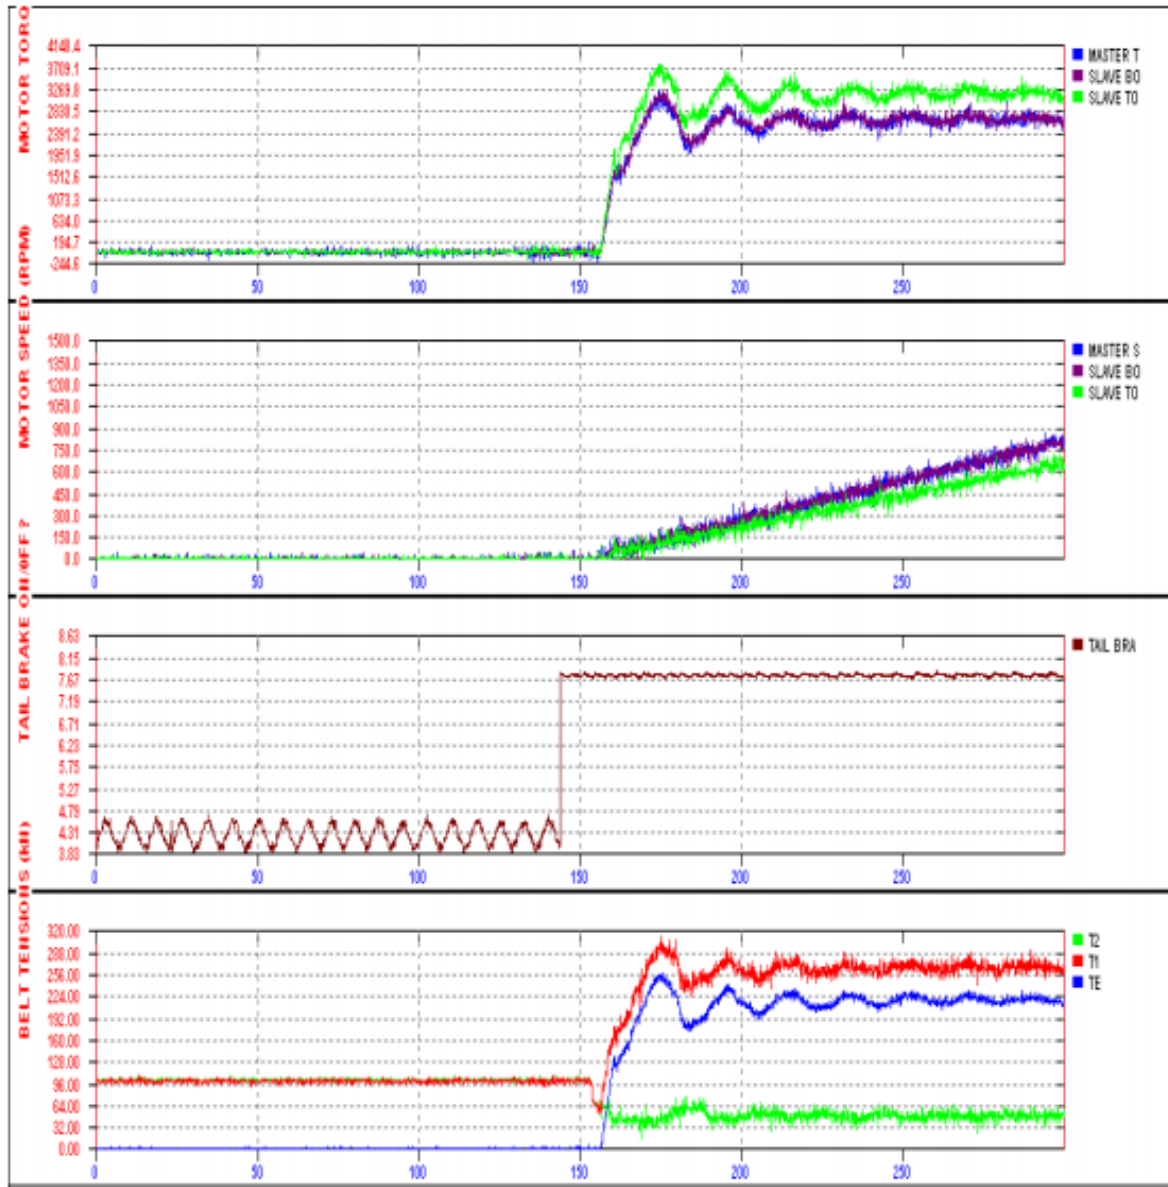 MOTOR TORQ
4148.4
3709.1
3269.8
2830.5
2391.2
1951.9
1512.6
1073.3
634.0
194.7
-244.6
0 50 100 150 200 250
MASTER T
SLAVE BO
SLAVE TO
MOTOR SPEED (RPM)
1500.0
1350.0
1200.0
1050.0
900.0
750.0
600.0
450.0
300.0
150.0
0.0
0 50 100 150 200 250
MASTER S
SLAVE BO
SLAVE TO
TAIL BRAKE ON/OFF?
8.63
8.15
7.67
7.19
6.71
6.23
5.75
5.27
4.79
4.31
3.83
0 50 100 150 200 250
TAIL BRA
BELT TENSIONS (kN)
320.00
288.00
256.00
224.00
192.00
160.00
128.00
96.00
64.00
32.00
0.00
0 50 100 150 200 250
T2
T1
TE